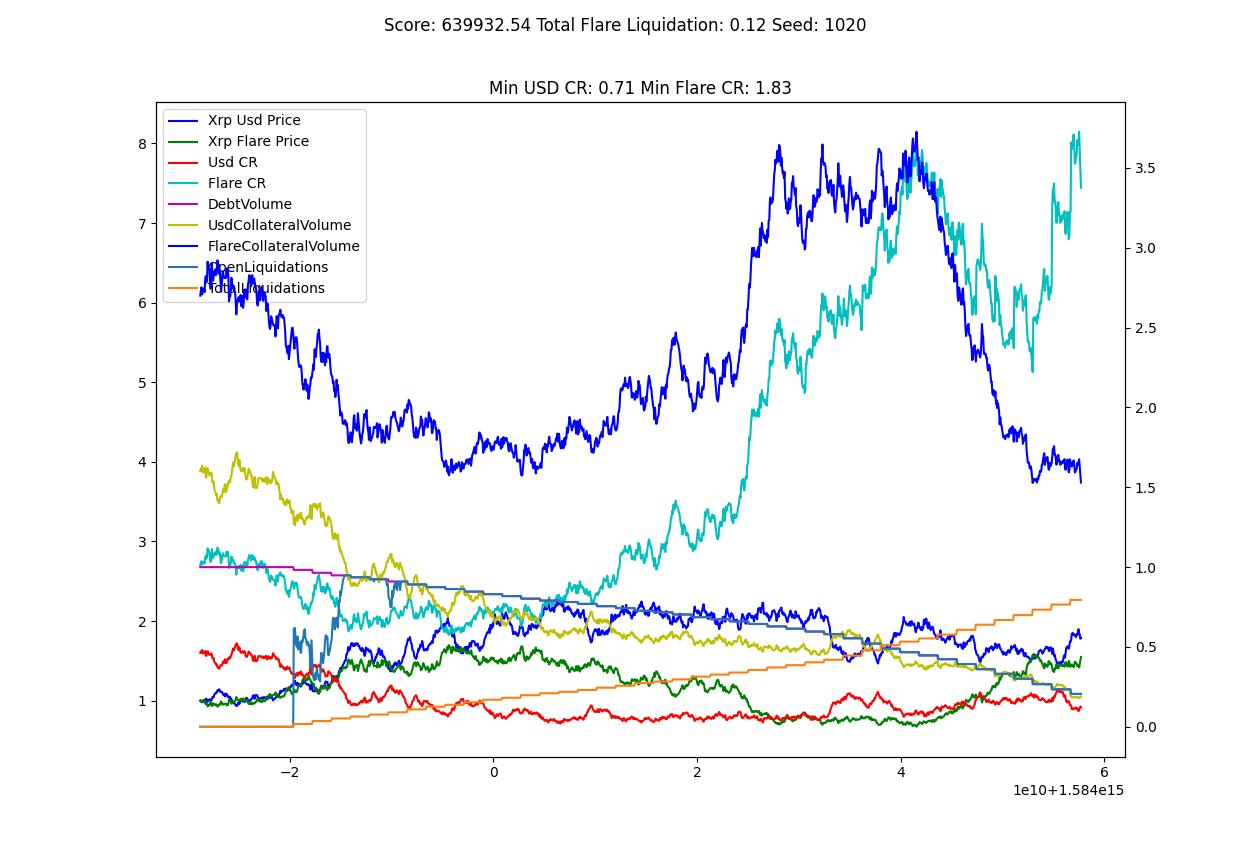 Score: 639932.54 Total Flare Liquidation: 0.12 Seed: 1020
Min USD CR: 0.71 Min Flare CR: 1.83
Xrp Usd Price
Xrp Flare Price
Usd CR
Flare CR
DebtVolume
UsdCollateralVolume
FlareCollateralVolume
OpenLiquidations
TotalLiquidations
8
7
6
5
4
3
2
1
3.5
3.0
2.5
2.0
1.5
1.0
0.5
0.0
−2 0 2 4 6
1e10+1.584e15